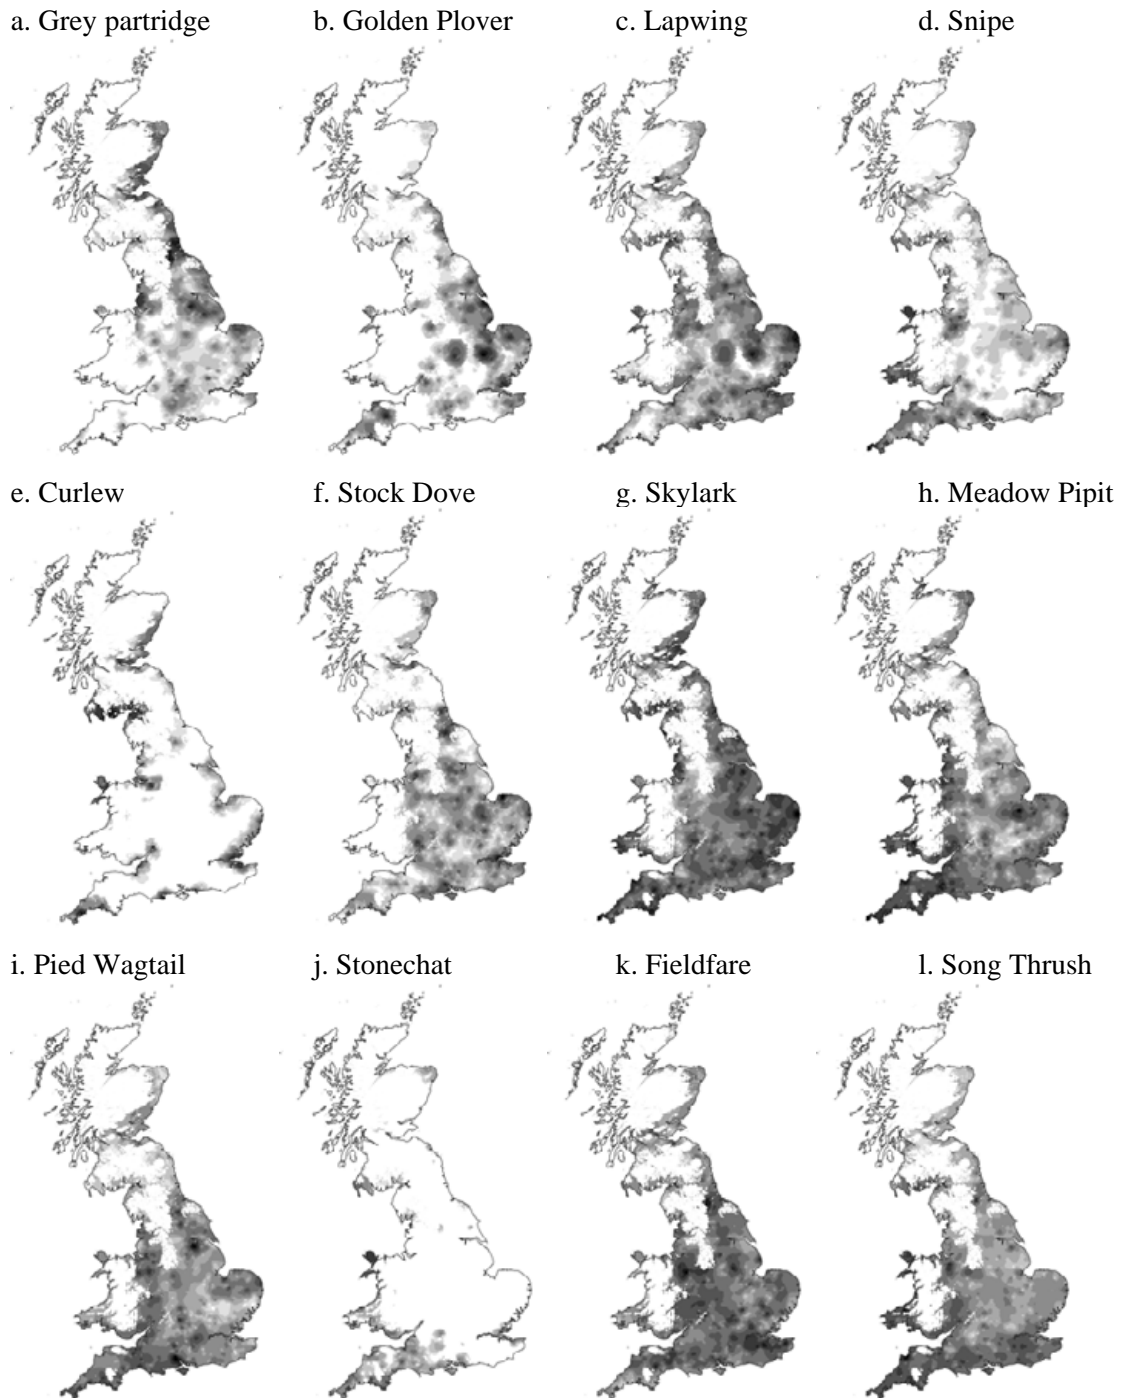 a. Grey partridge b. Golden Plover c. Lapwing d. Snipe
e. Curlew f. Stock Dove g. Skylark h. Meadow Pipit
i. Pied Wagtail j. Stonechat k. Fieldfare l. Song Thrush